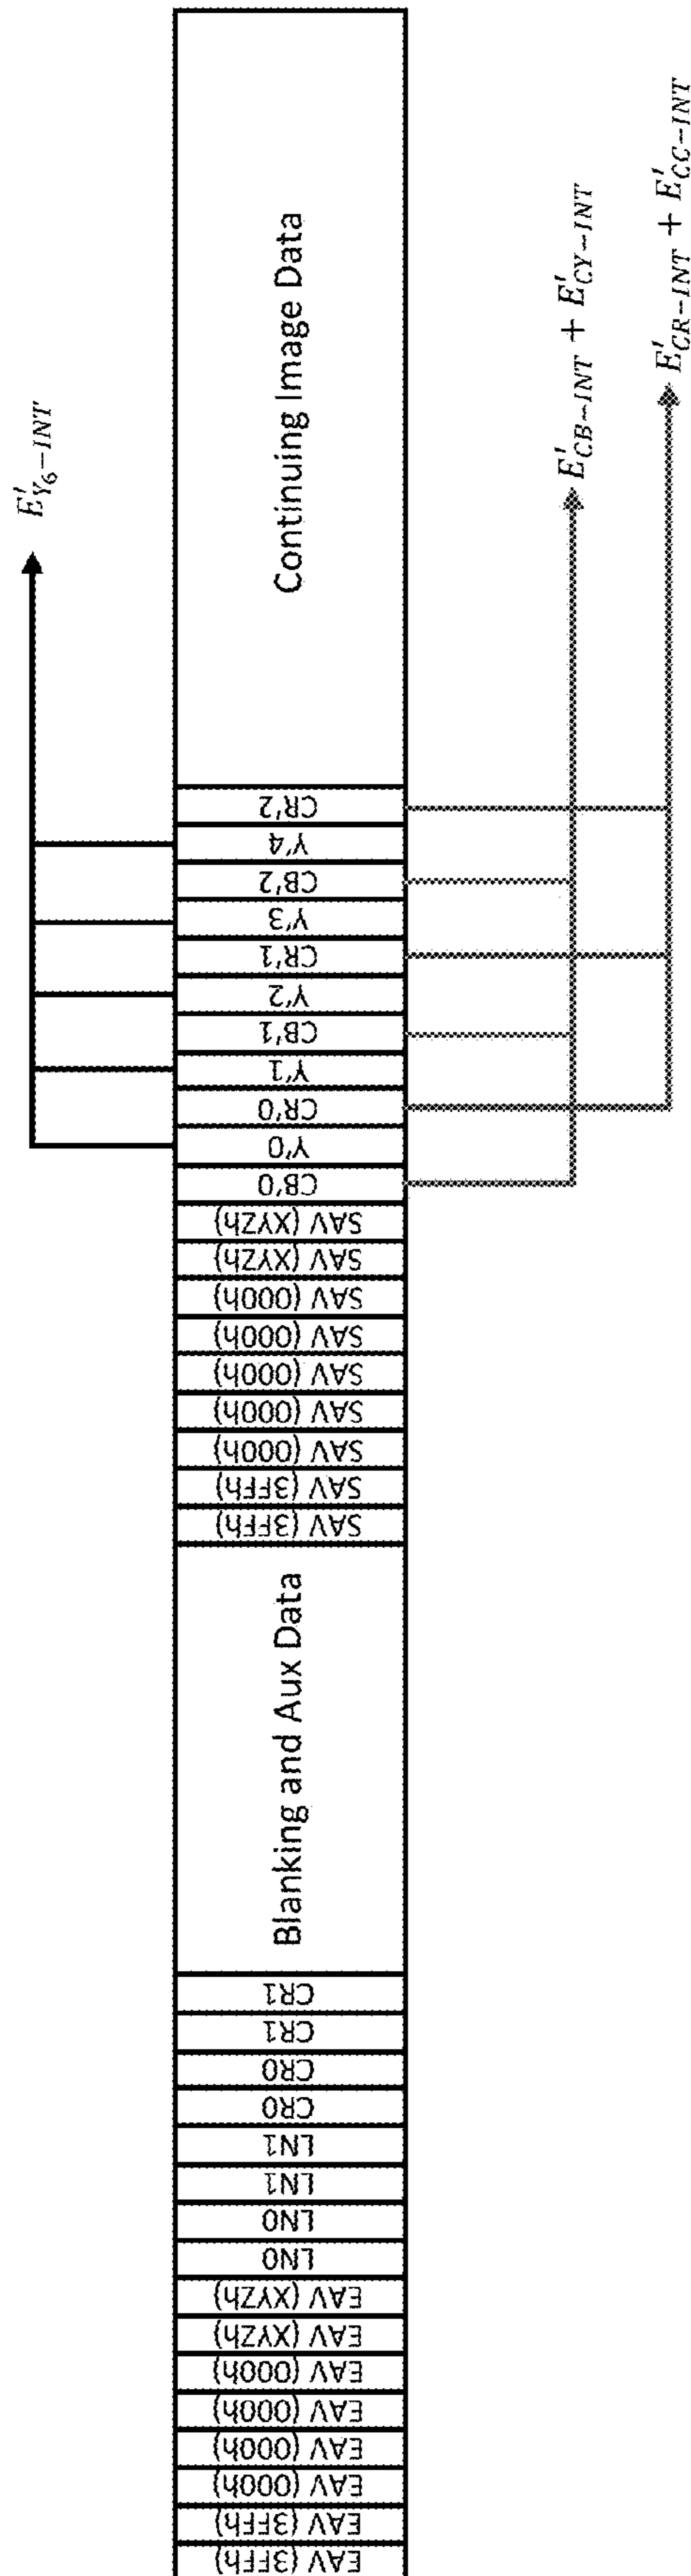 E'Y6-INT
EAV (3FFh)
EAV (3FFh)
EAV (000h)
EAV (000h)
EAV (000h)
EAV (000h)
EAV (XYZh)
EAV (XYZh)
LN0
LN0
LN1
LN1
CR0
CR0
CR1
CR1
Blanking and Aux Data
SAV (3FFh)
SAV (3FFh)
SAV (000h)
SAV (000h)
SAV (000h)
SAV (000h)
SAV (000h)
SAV (XYZh)
SAV (XYZh)
CB'0
Y'0
CR'0
Y'1
CB'1
Y'2
CR'1
Y'3
CB'2
Y'4
CR'2
Continuing Image Data
E'CB-INT + E'CY-INT
E'CR-INT + E'CC-INT